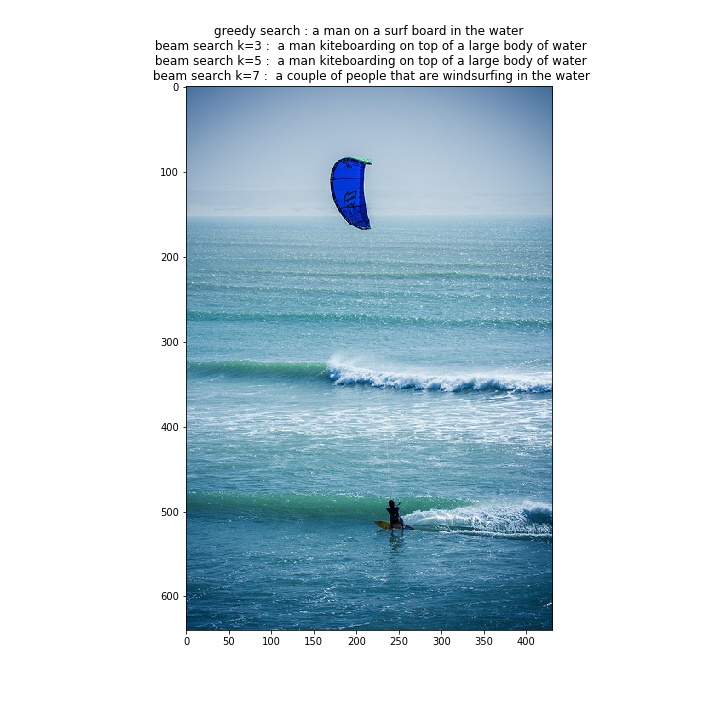 greedy search : a man on a surf board in the water
beam search k=3 :  a man kiteboarding on top of a large body of water
beam search k=5 :  a man kiteboarding on top of a large body of water
beam search k=7 :  a couple of people that are windsurfing in the water
0
100
200
300
400
500
600
0 50 100 150 200 250 300 350 400